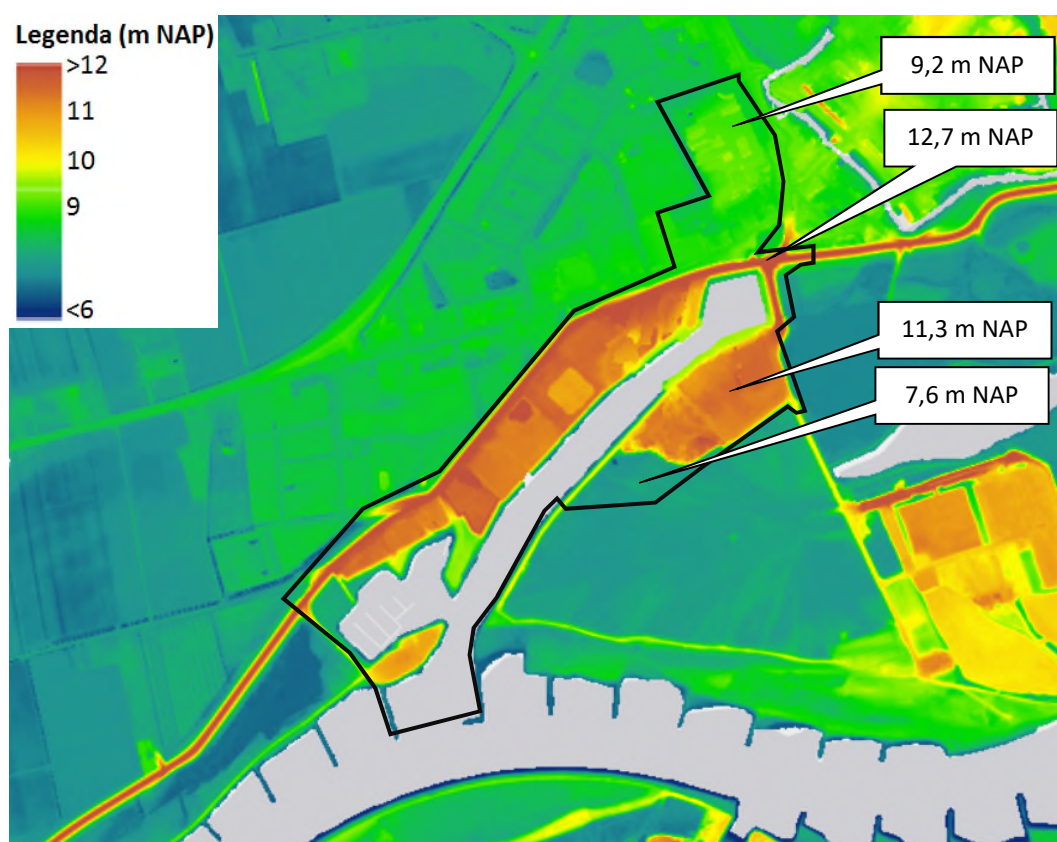 Legenda (m NAP)
>12
11
10
9
<6
9,2 m NAP
12,7 m NAP
11,3 m NAP
7,6 m NAP